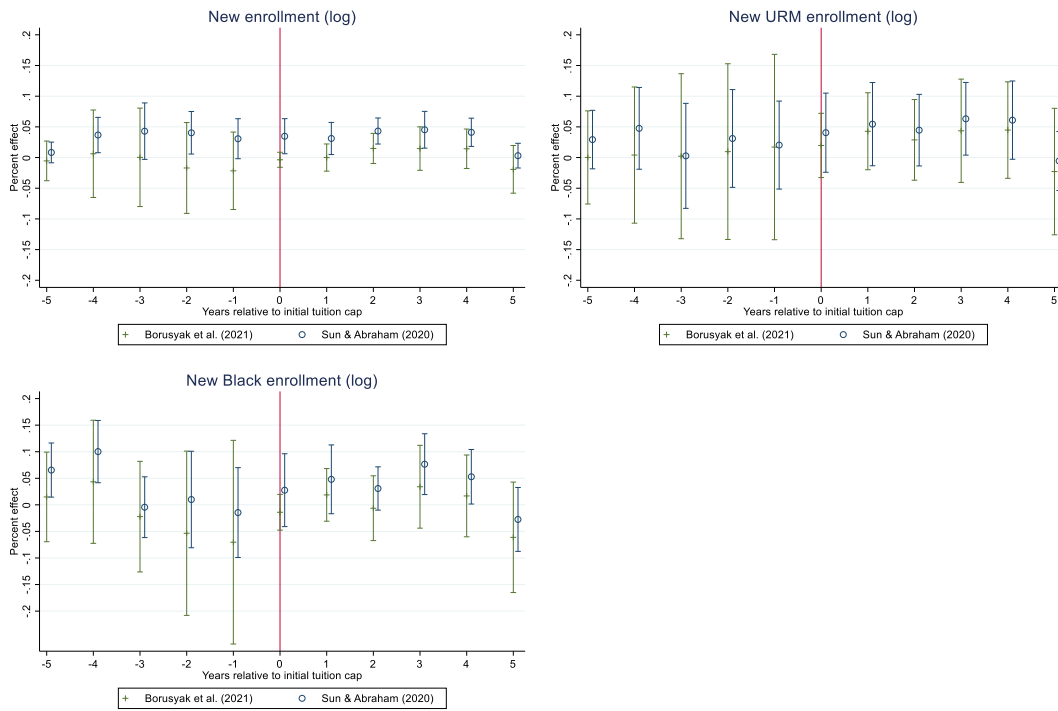 New enrollment (log)
Percent effect
.2
.15
.1
.05
0
-.05
-.1
-.15
-.2
-5 -4 -3 -2 -1 0 1 2 3 4 5
Years relative to initial tuition cap
Borusyak et al. (2021) Sun & Abraham (2020)
New URM enrollment (log)
Percent effect
.2
.15
.1
.05
0
-.05
-.1
-.15
-.2
-5 -4 -3 -2 -1 0 1 2 3 4 5
Years relative to initial tuition cap
Borusyak et al. (2021) Sun & Abraham (2020)
New Black enrollment (log)
Percent effect
.2
.15
.1
.05
0
-.05
-.1
-.15
-.2
-5 -4 -3 -2 -1 0 1 2 3 4 5
Years relative to initial tuition cap
Borusyak et al. (2021) Sun & Abraham (2020)